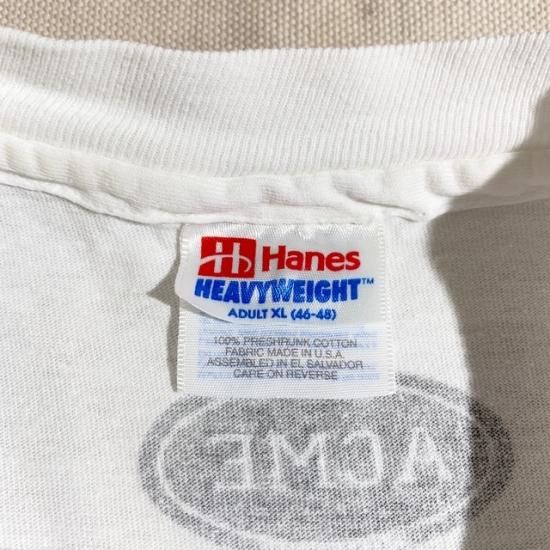 Hanes
HEAVYWEIGHT™
ADULT XL (46-48)
100% PRESHRUNK COTTON
FABRIC MADE IN U.S.A.
ASSEMBLED IN EL SALVADOR
CARE ON REVERSE
ACME